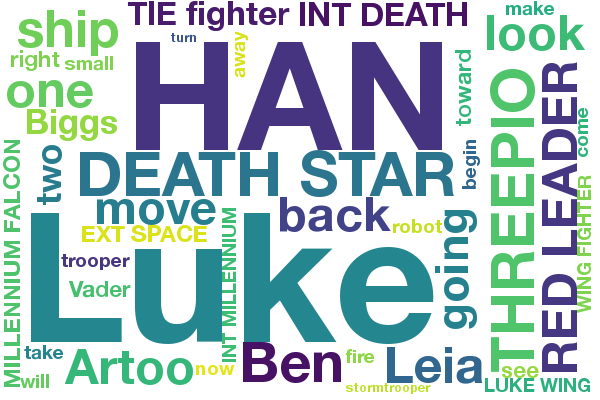 TIE fighter INT DEATH
make
ship
turn
away
look
right
small
HAN
toward
one
Biggs
THREEPIO
RED LEADER
come
two
DEATH STAR
begin
MILLENNIUM FALCON
move
back
robot
going
WING FIGHTER
EXT SPACE
INT MILLENNIUM
Luke
trooper
Vader
take
will
Artoo
now
Ben
fire
Leia
see
stormtrooper
LUKE WING